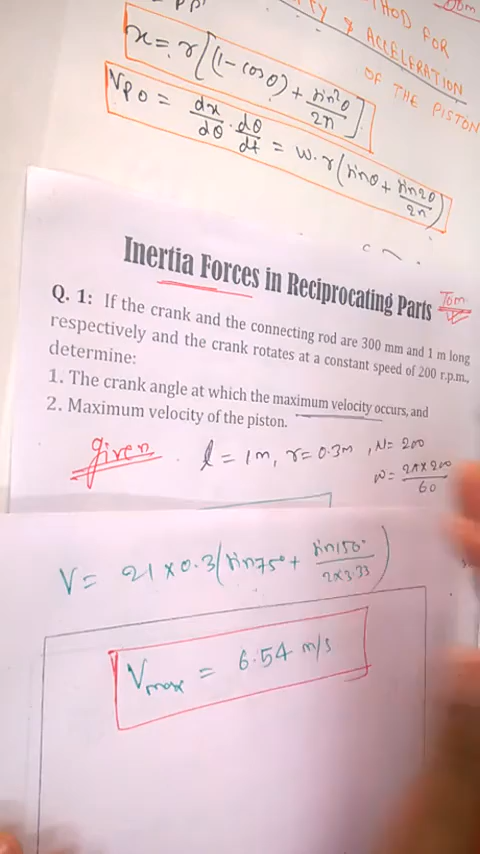 THOD FOR
& ACCELERATION
OF THE PISTON
x = r[(1-cosθ) + sin²θ/2n]
VPO = dx/dθ . dθ/dt = w.r(sinθ + sin2θ/2n)
Inertia Forces in Reciprocating Parts
Tom
Q. 1: If the crank and the connecting rod are 300 mm and 1 m long
respectively and the crank rotates at a constant speed of 200 r.p.m.,
determine:
1. The crank angle at which the maximum velocity occurs, and
2. Maximum velocity of the piston.
given. l = 1m, r = 0.3m, N = 200
w = 2π×200/60
V = 21×0.3(sin75° + sin150°/2×3.33)
Vmax = 6.54 m/s